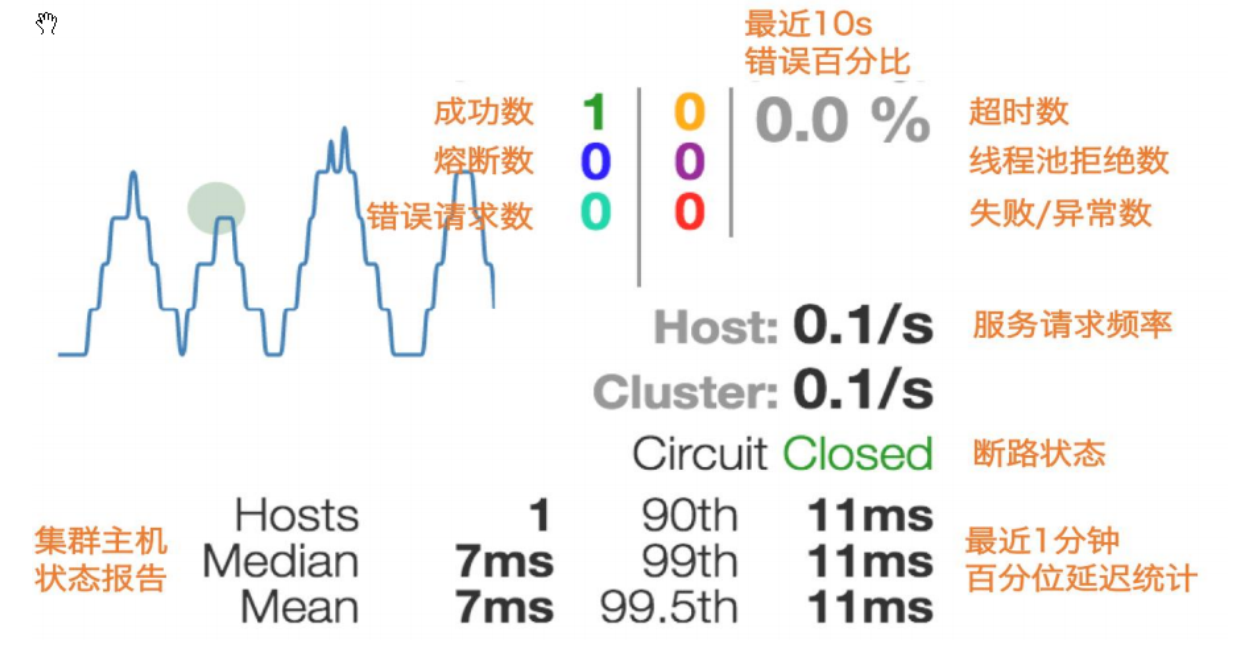 最近10s
错误百分比
成功数 1 0 0.0 % 超时数
熔断数 0 0 线程池拒绝数
错误请求数 0 0 失败/异常数
Host: 0.1/s 服务请求频率
Cluster: 0.1/s
Circuit Closed 断路状态
集群主机
状态报告
Hosts 1 90th 11ms
Median 7ms 99th 11ms
Mean 7ms 99.5th 11ms
最近1分钟
百分位延迟统计